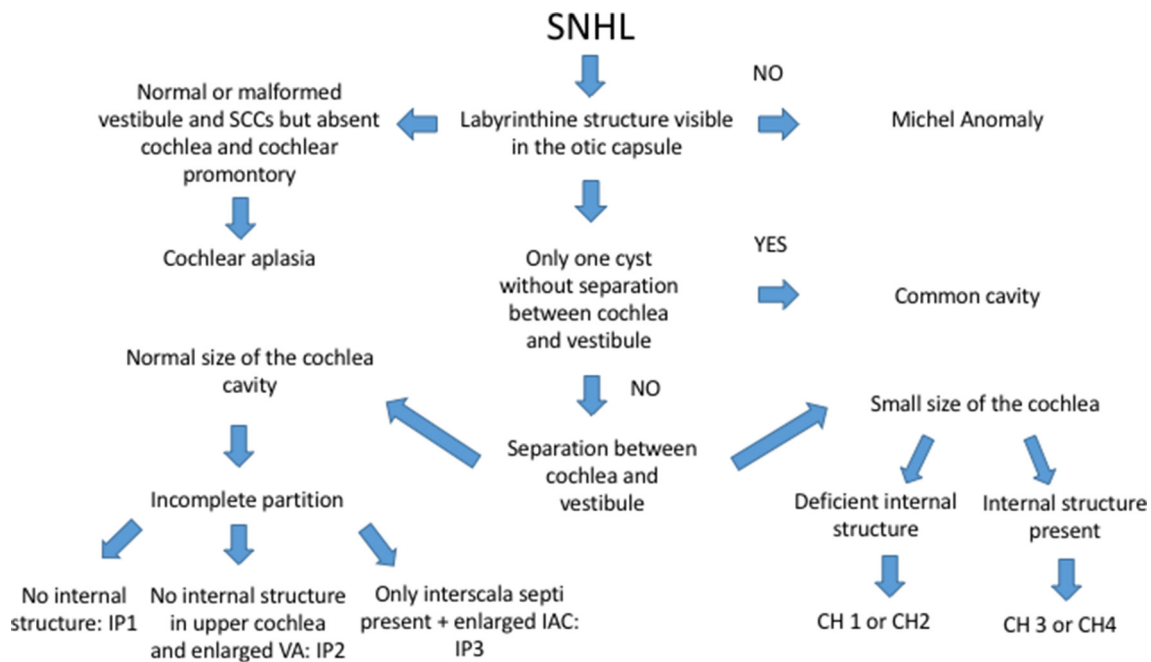 SNHL
NO
Normal or malformed
vestibule and SCCs but absent
cochlea and cochlear
promontory
Labyrinthine structure visible
in the otic capsule
Michel Anomaly
Cochlear aplasia
YES
Only one cyst
without separation
between cochlea
and vestibule
Common cavity
Normal size of the cochlea
cavity
NO
Small size of the cochlea
Separation between
cochlea and
vestibule
Incomplete partition
Deficient internal
structure
Internal structure
present
No internal
structure: IP1
No internal structure
in upper cochlea
and enlarged VA: IP2
Only interscala septi
present + enlarged IAC:
IP3
CH 1 or CH2
CH 3 or CH4